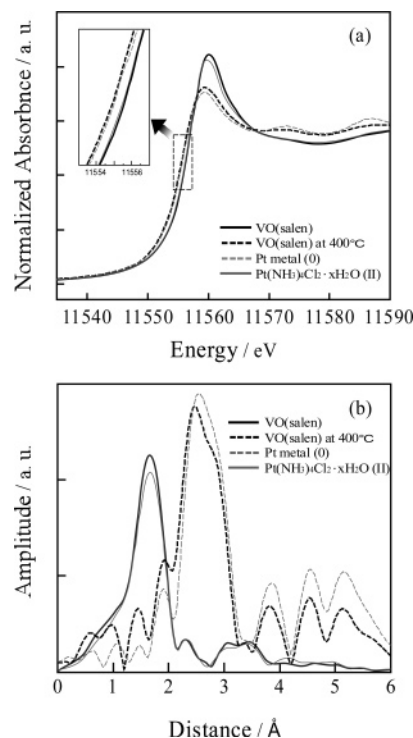 (a)
Normalized Absorbnce / a. u.
11554 11556
VO(salen)
VO(salen) at 400℃
Pt metal (0)
Pt(NH₃)₄Cl₂ · xH₂O (II)
11540 11550 11560 11570 11580 11590
Energy / eV
(b)
Amplitude / a. u.
VO(salen)
VO(salen) at 400℃
Pt metal (0)
Pt(NH₃)₄Cl₂ · xH₂O (II)
0 1 2 3 4 5 6
Distance / Å